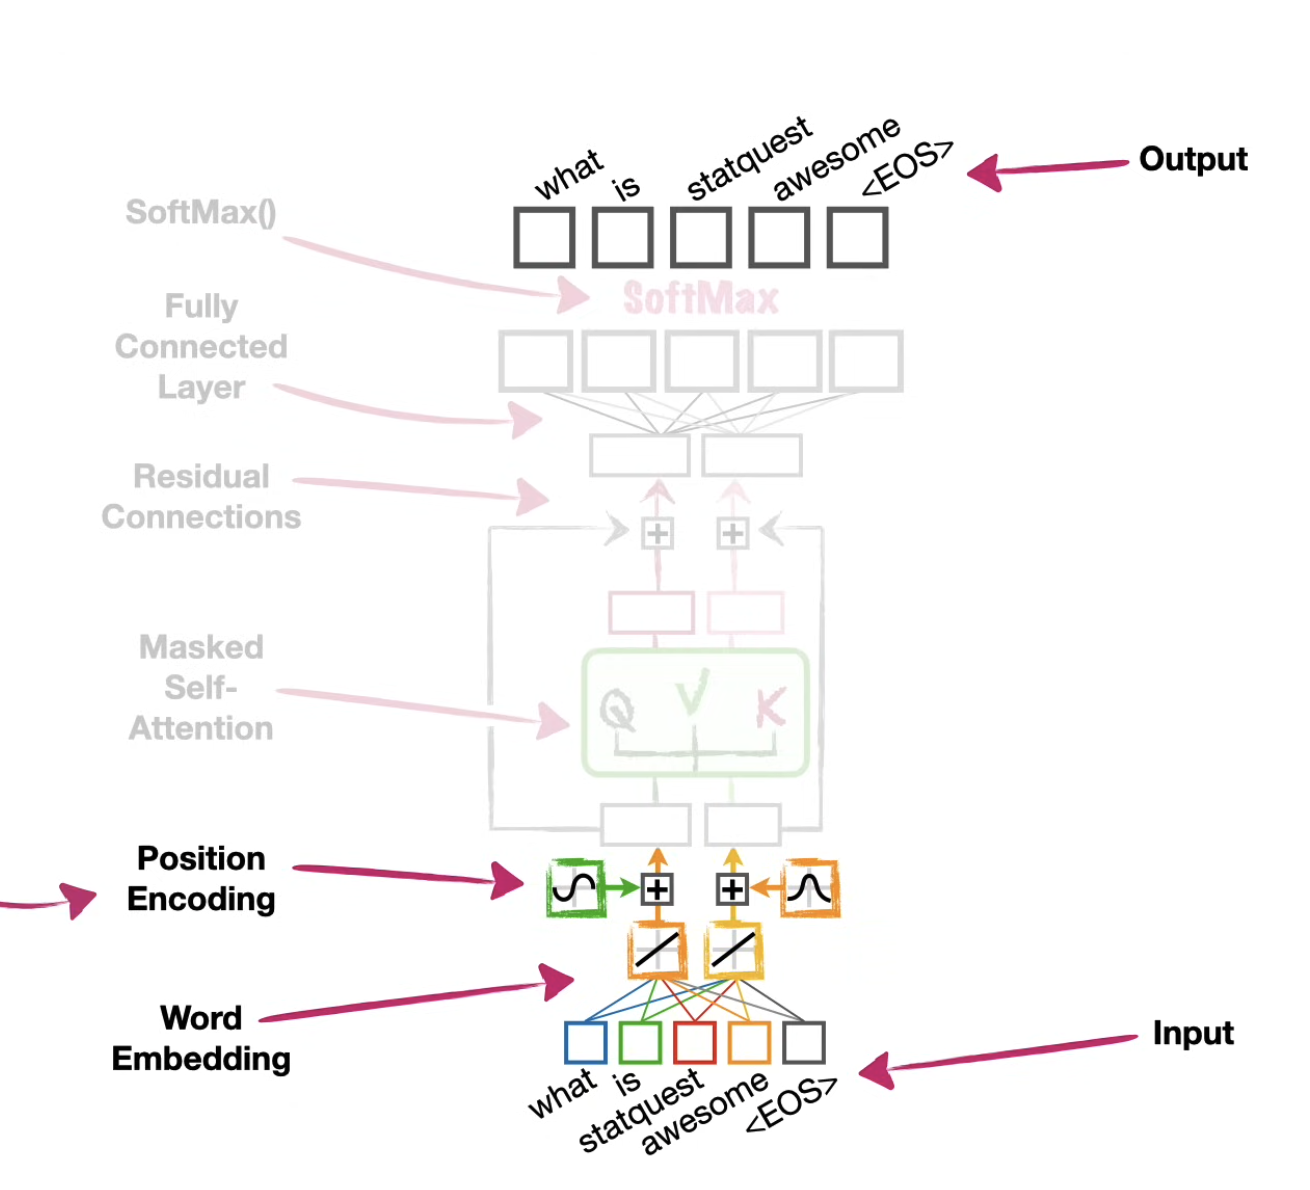 what is statquest awesome <EOS>
Output
SoftMax()
SoftMax
Fully
Connected
Layer
Residual
Connections
Masked
Self-
Attention
Q V K
Position
Encoding
Word
Embedding
Input
what is statquest awesome <EOS>